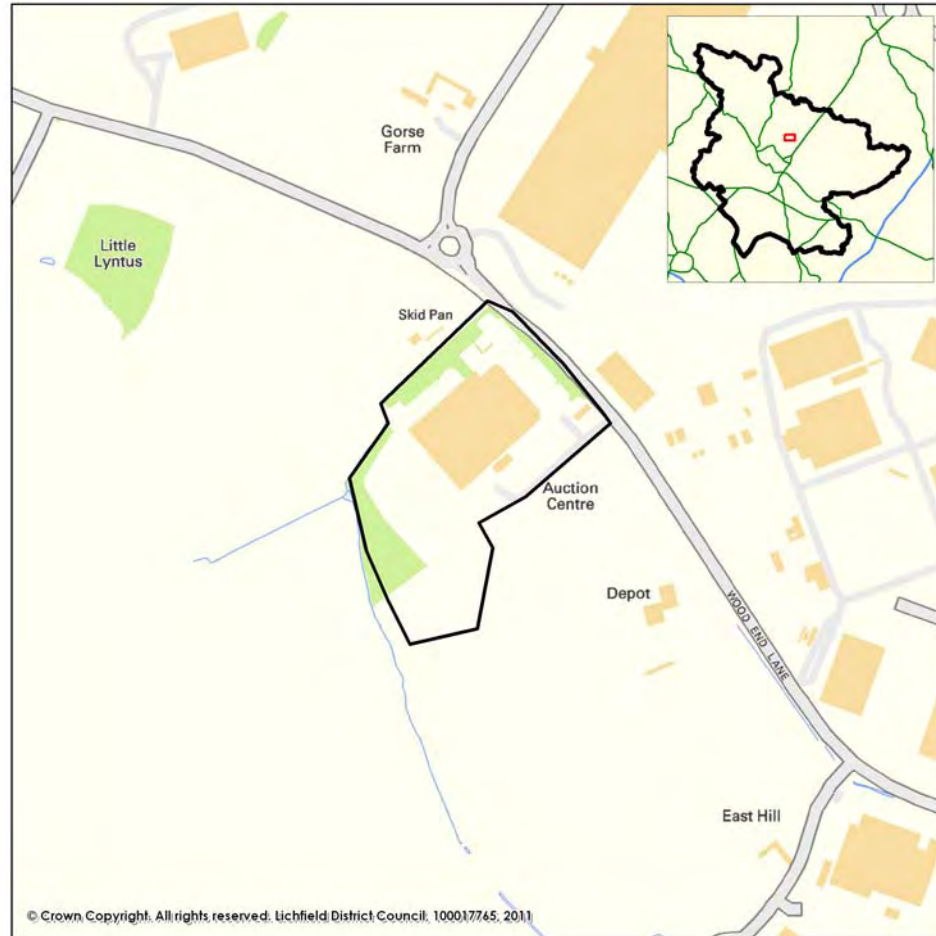 Gorse
Farm
Little
Lyntus
Skid Pan
Auction
Centre
Depot
WOOD END LANE
East Hill
© Crown Copyright. All rights reserved. Lichfield District Council. 100017765, 2011